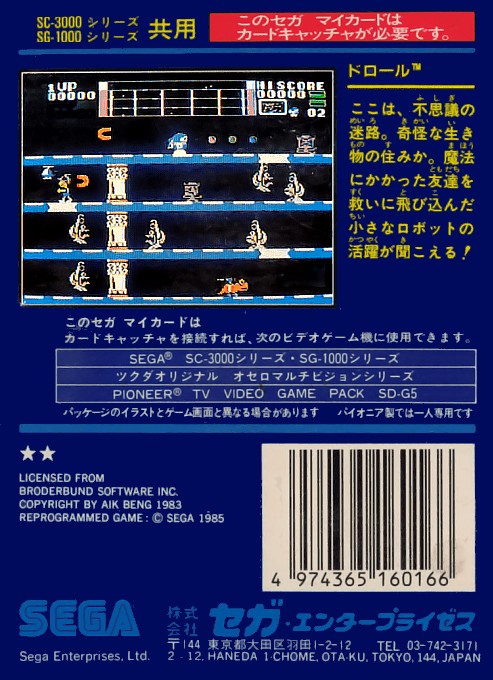 SC-3000 シリーズ
SG-1000 シリーズ 共用
このセガ マイカードは
カードキャッチャが必要です。
1UP
00000
HISCORE
00000
02
ドロール™
ここは、不思議の
迷路。奇怪な生き
物の住みか。魔法
にかかった友達を
救いに飛び込んだ
小さなロボットの
活躍が聞こえる!
このセガ マイカードは
カードキャッチャを接続すれば、次のビデオゲーム機に使用できます。
SEGA® SC-3000シリーズ・SG-1000シリーズ
ツクダオリジナル オセロマルチビジョンシリーズ
PIONEER® TV VIDEO GAME PACK SD-G5
パッケージのイラストとゲーム画面と異なる場合があります パイオニア製では一人専用です
★★
LICENSED FROM
BRODERBUND SOFTWARE INC.
COPYRIGHT BY AIK BENG 1983
REPROGRAMMED GAME: © SEGA 1985
4 974365 160166
SEGA
Sega Enterprises, Ltd.
株式会社 セガ・エンタープライゼス
〒144 東京都大田区羽田1-2-12 TEL 03-742-3171
2-12, HANEDA 1-CHOME, OTA-KU, TOKYO, 144, JAPAN